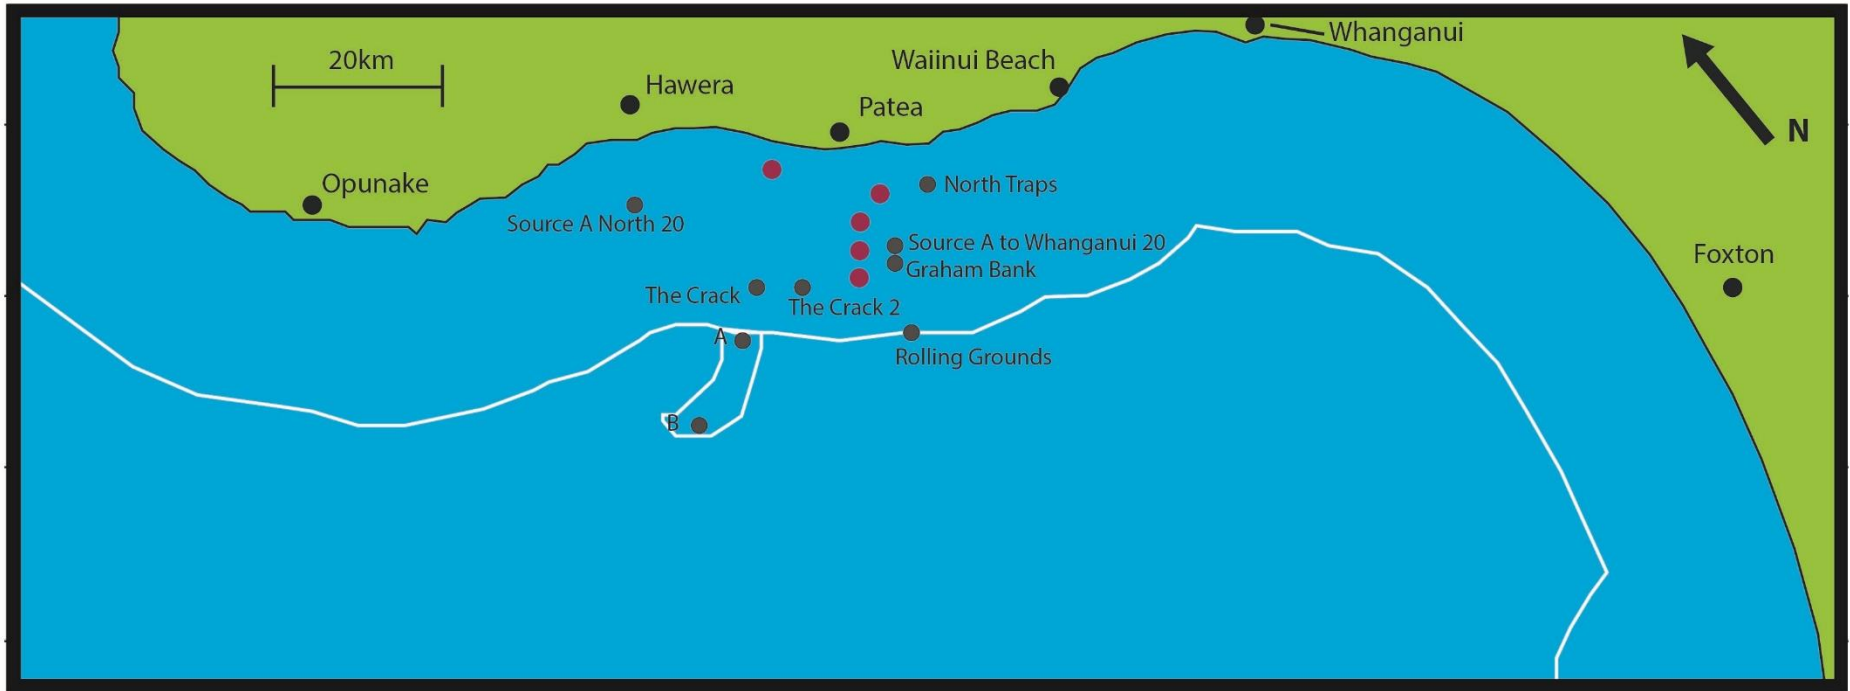 Whanganui
20km
Waiinui Beach
Hawera
Patea
N
Opunake
North Traps
Source A North 20
Source A to Whanganui 20
Foxton
Graham Bank
The Crack
The Crack 2
A
Rolling Grounds
B